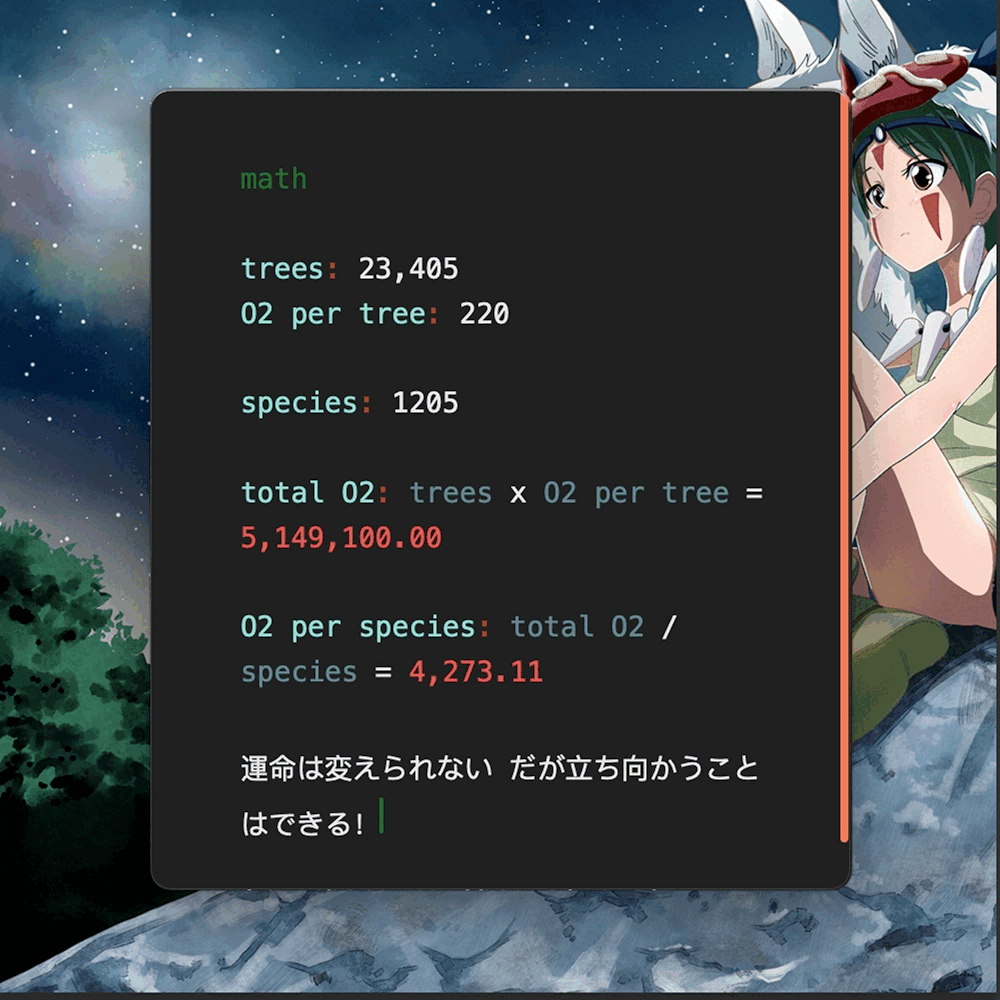 math
trees: 23,405
O2 per tree: 220
species: 1205
total O2: trees x O2 per tree =
5,149,100.00
O2 per species: total O2 /
species = 4,273.11
運命は変えられない だが立ち向かうこと
はできる!